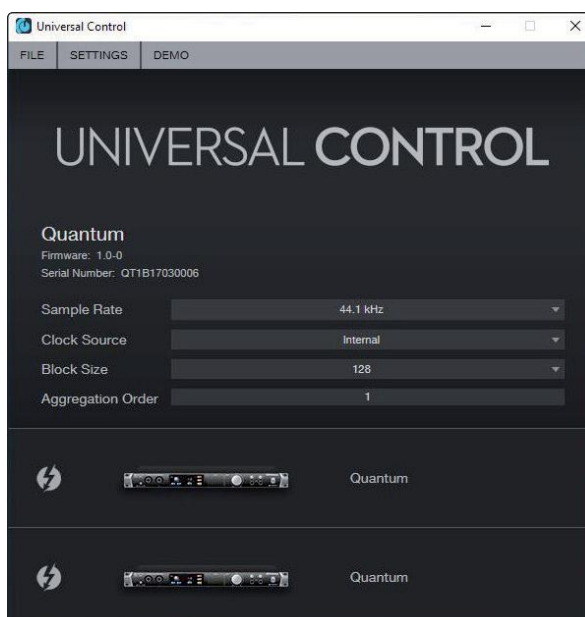 Universal Control
FILE SETTINGS DEMO
UNIVERSAL CONTROL
Quantum
Firmware: 1.0-0
Serial Number: QT1B17030006
Sample Rate 44.1 kHz
Clock Source Internal
Block Size 128
Aggregation Order 1
Quantum
Quantum